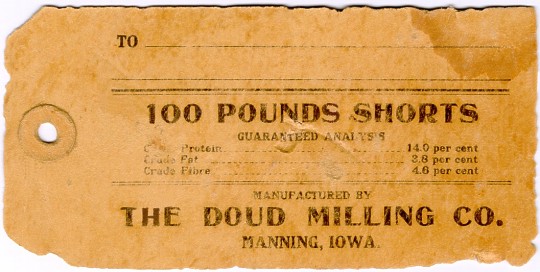 TO
100 POUNDS SHORTS
GUARANTEED ANALYSIS
Protein 14.0 per cent
Crude Fat 3.8 per cent
Crude Fibre 4.6 per cent
MANUFACTURED BY
THE DOUD MILLING CO.
MANNING, IOWA.